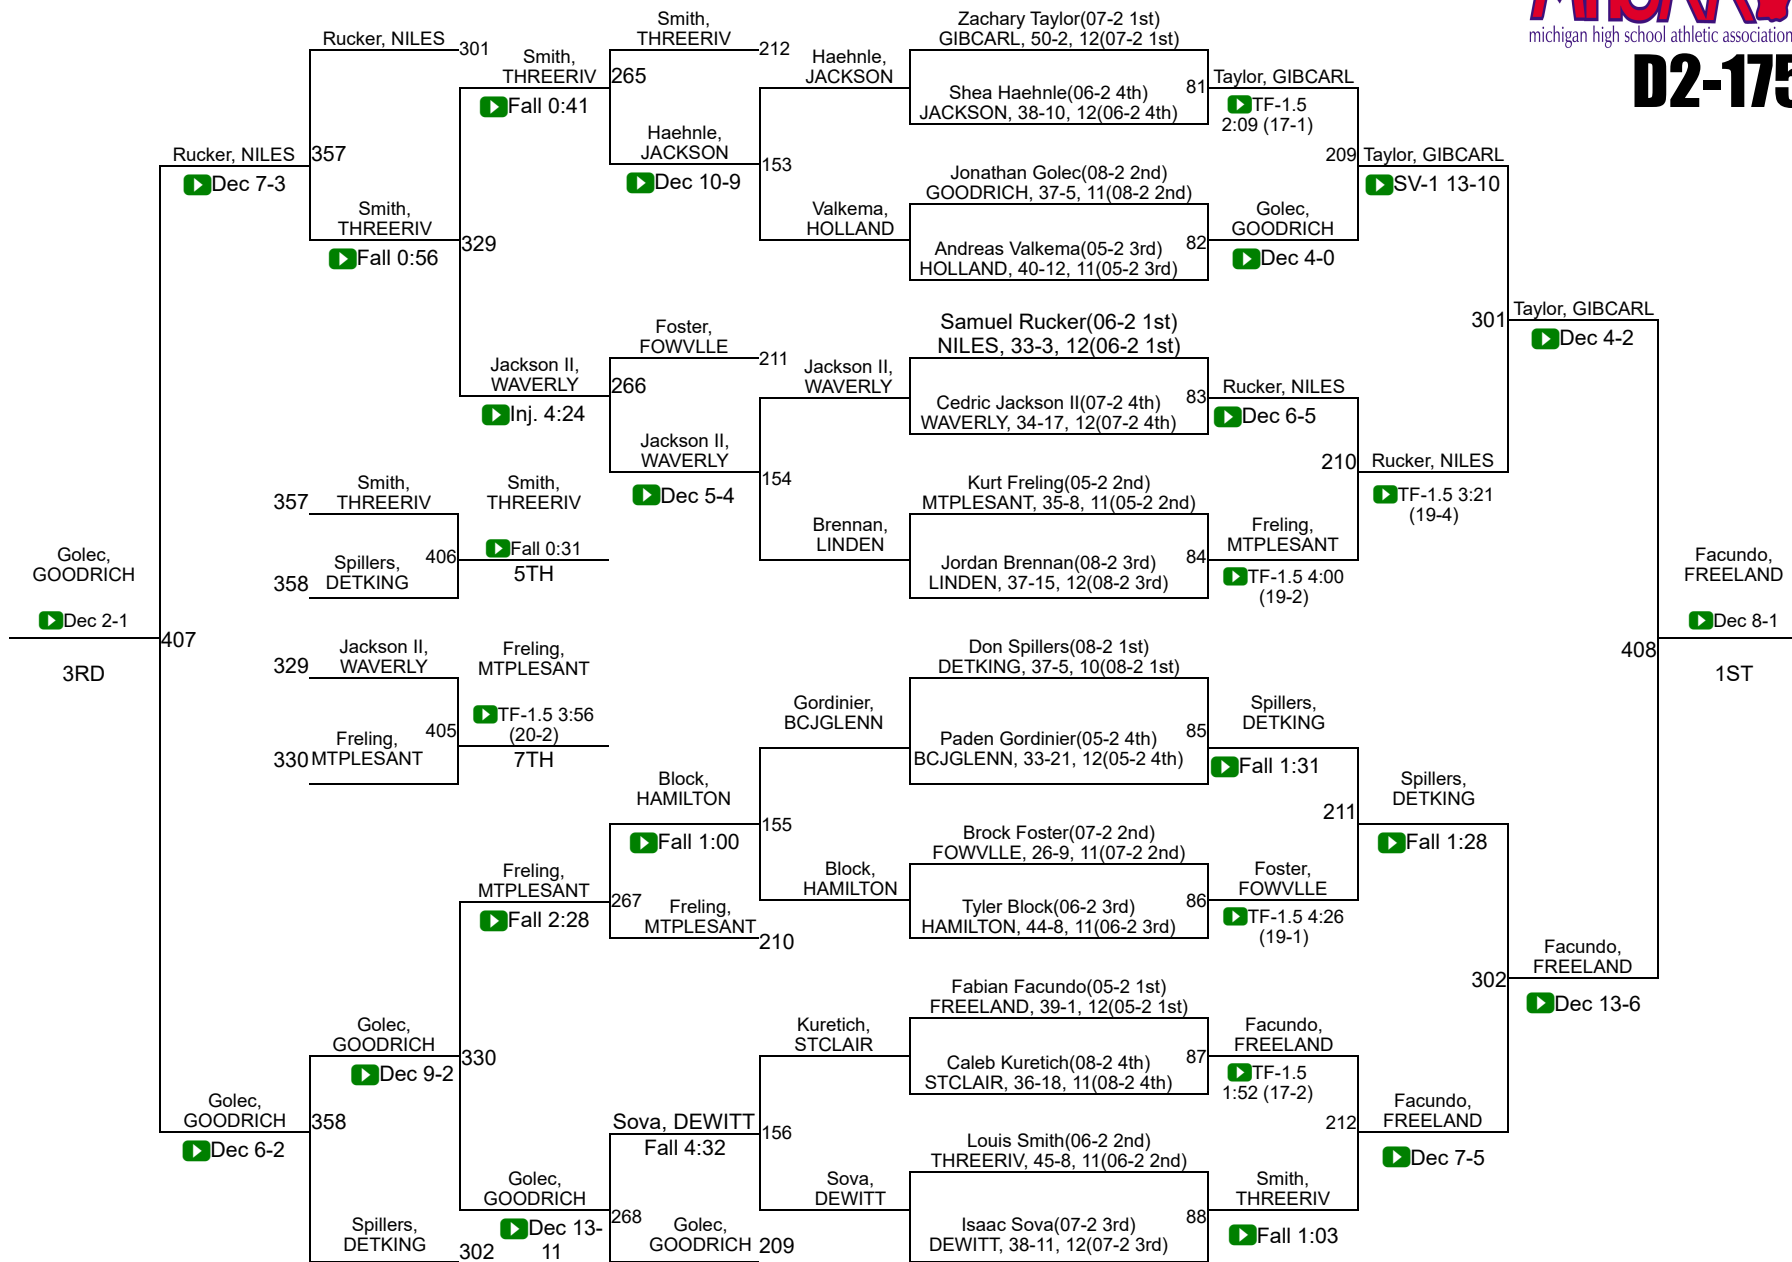 MHSAA
michigan high school athletic association
D2-175
Rucker, NILES
301
Smith,
THREERIV
265
Fall 0:41
Smith,
THREERIV
212
Haehnle,
JACKSON
Zachary Taylor(07-2 1st)
GIBCARL, 50-2, 12(07-2 1st)
Shea Haehnle(06-2 4th)
JACKSON, 38-10, 12(06-2 4th)
81
Taylor, GIBCARL
TF-1.5
2:09 (17-1)
Rucker, NILES
357
Dec 7-3
Haehnle,
JACKSON
153
Dec 10-9
Jonathan Golec(08-2 2nd)
GOODRICH, 37-5, 11(08-2 2nd)
209
Taylor, GIBCARL
SV-1 13-10
Smith,
THREERIV
329
Fall 0:56
Valkema,
HOLLAND
Andreas Valkema(05-2 3rd)
HOLLAND, 40-12, 11(05-2 3rd)
82
Golec,
GOODRICH
Dec 4-0
Foster,
FOWVLLE
211
Samuel Rucker(06-2 1st)
NILES, 33-3, 12(06-2 1st)
301
Taylor, GIBCARL
Dec 4-2
Jackson II,
WAVERLY
266
Inj. 4:24
Jackson II,
WAVERLY
Cedric Jackson II(07-2 4th)
WAVERLY, 34-17, 12(07-2 4th)
83
Rucker, NILES
Dec 6-5
Jackson II,
WAVERLY
154
Dec 5-4
210
Rucker, NILES
TF-1.5 3:21
(19-4)
357
Smith,
THREERIV
Smith,
THREERIV
Kurt Freling(05-2 2nd)
MTPLESANT, 35-8, 11(05-2 2nd)
Brennan,
LINDEN
Jordan Brennan(08-2 3rd)
LINDEN, 37-15, 12(08-2 3rd)
84
Freling,
MTPLESANT
TF-1.5 4:00
(19-2)
Golec,
GOODRICH
Dec 2-1
3RD
407
358
Spillers,
DETKING
406
Fall 0:31
5TH
Facundo,
FREELAND
Dec 8-1
1ST
408
329
Jackson II,
WAVERLY
Freling,
MTPLESANT
TF-1.5 3:56
(20-2)
7TH
330
Freling,
MTPLESANT
405
Don Spillers(08-2 1st)
DETKING, 37-5, 10(08-2 1st)
Gordinier,
BCJGLENN
Paden Gordinier(05-2 4th)
BCJGLENN, 33-21, 12(05-2 4th)
85
Spillers,
DETKING
Fall 1:31
Block,
HAMILTON
155
Fall 1:00
211
Spillers,
DETKING
Fall 1:28
Brock Foster(07-2 2nd)
FOWVLLE, 26-9, 11(07-2 2nd)
Block,
HAMILTON
Tyler Block(06-2 3rd)
HAMILTON, 44-8, 11(06-2 3rd)
86
Foster,
FOWVLLE
TF-1.5 4:26
(19-1)
Freling,
MTPLESANT
267
Fall 2:28
Freling,
MTPLESANT
210
302
Facundo,
FREELAND
Dec 13-6
Fabian Facundo(05-2 1st)
FREELAND, 39-1, 12(05-2 1st)
Golec,
GOODRICH
330
Dec 9-2
Kuretich,
STCLAIR
Caleb Kuretich(08-2 4th)
STCLAIR, 36-18, 11(08-2 4th)
87
Facundo,
FREELAND
TF-1.5
1:52 (17-2)
Golec,
GOODRICH
358
Dec 6-2
Sova, DEWITT
156
Fall 4:32
212
Facundo,
FREELAND
Dec 7-5
Louis Smith(06-2 2nd)
THREERIV, 45-8, 11(06-2 2nd)
Golec,
GOODRICH
268
Dec 13-
11
Sova,
DEWITT
Isaac Sova(07-2 3rd)
DEWITT, 38-11, 12(07-2 3rd)
88
Smith,
THREERIV
Fall 1:03
Spillers,
DETKING
302
Golec,
GOODRICH
209